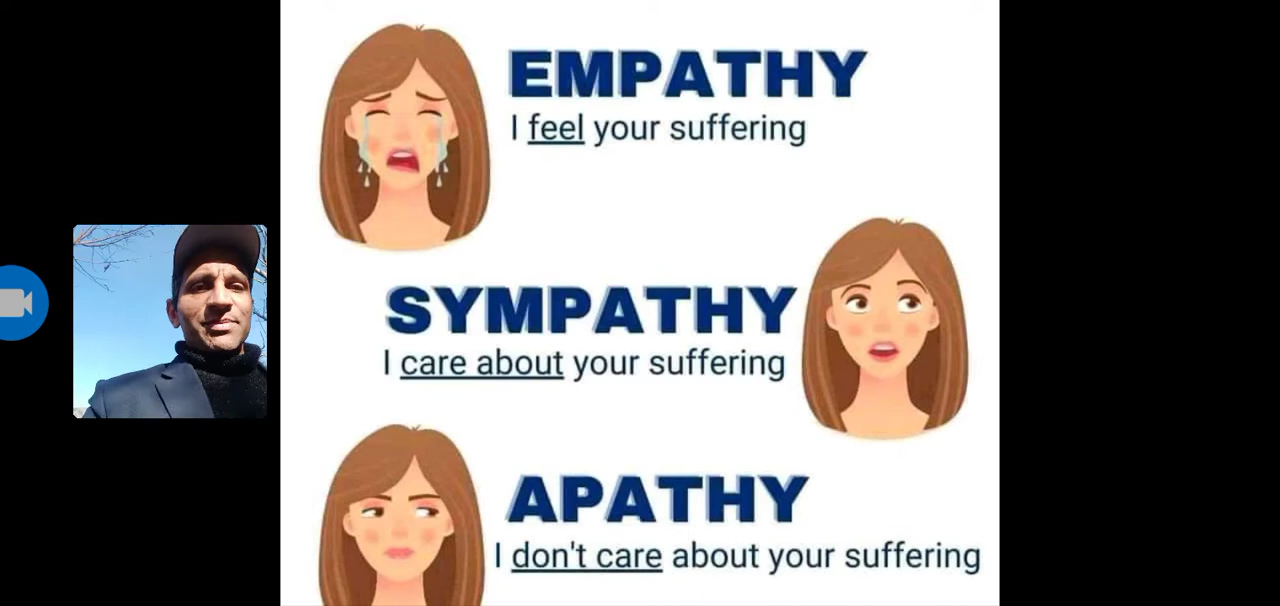 EMPATHY
I feel your suffering
SYMPATHY
I care about your suffering
APATHY
I don't care about your suffering